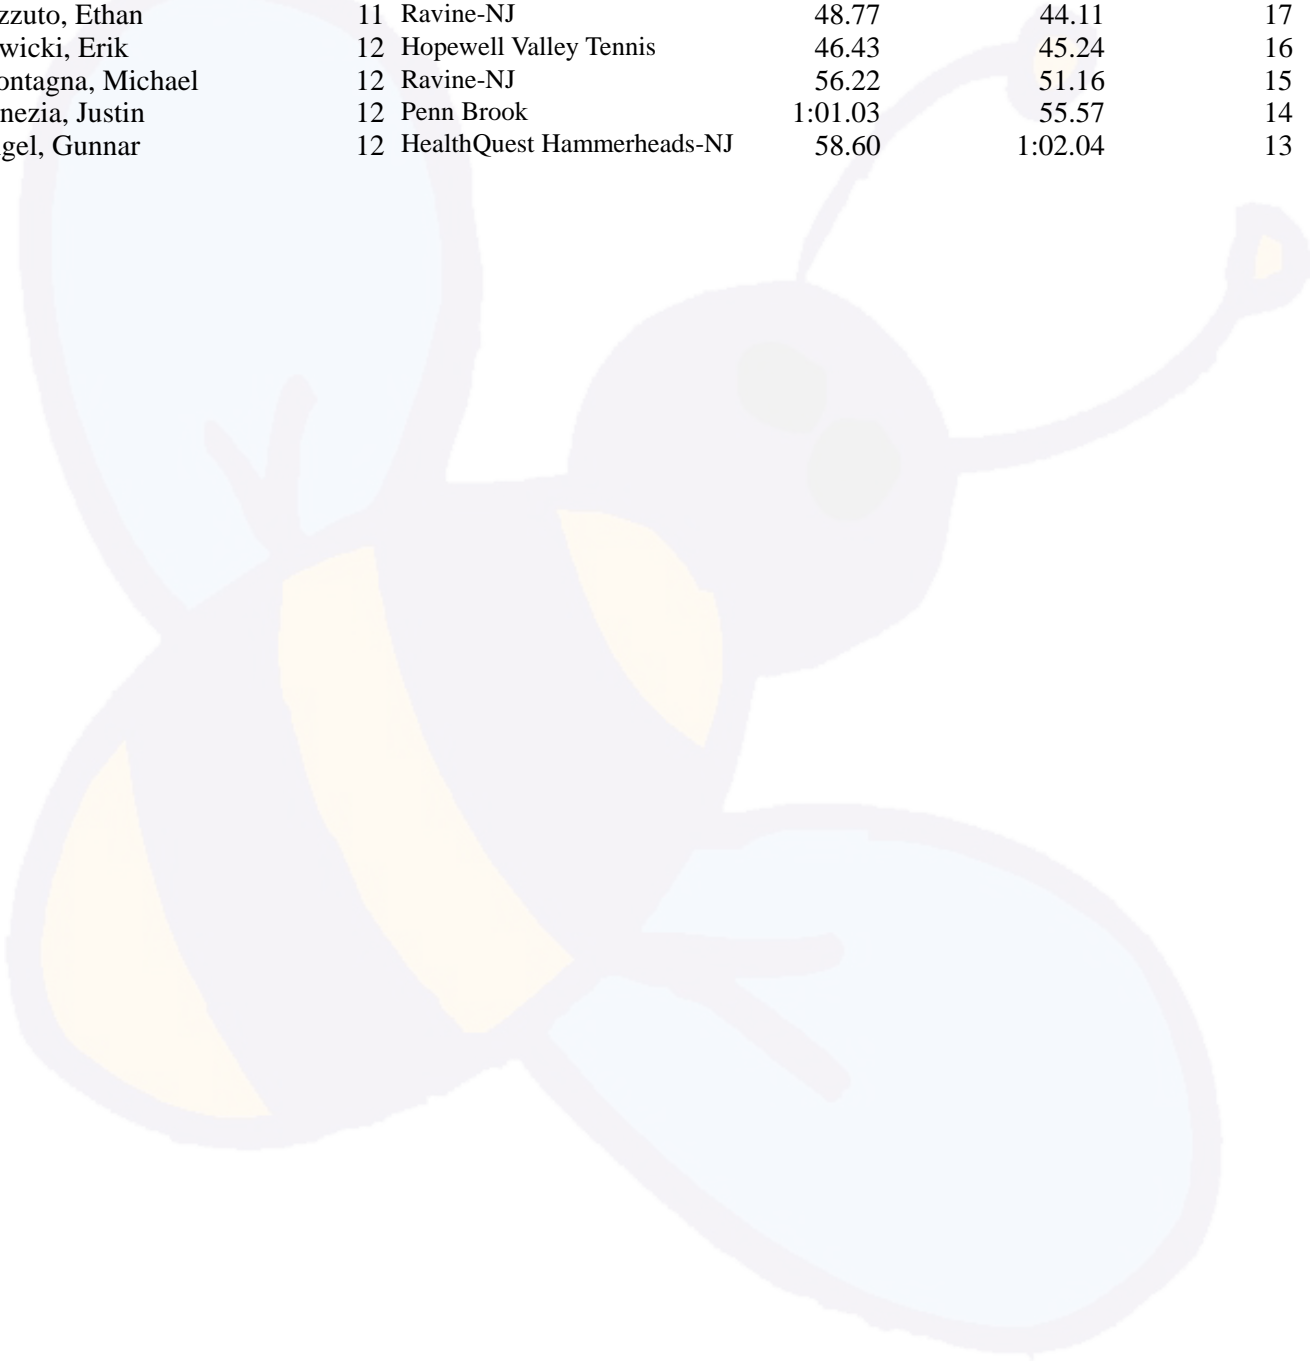 zzuto, Ethan 11 Ravine-NJ 48.77 44.11 17
wicki, Erik 12 Hopewell Valley Tennis 46.43 45.24 16
ontagna, Michael 12 Ravine-NJ 56.22 51.16 15
nezia, Justin 12 Penn Brook 1:01.03 55.57 14
gel, Gunnar 12 HealthQuest Hammerheads-NJ 58.60 1:02.04 13